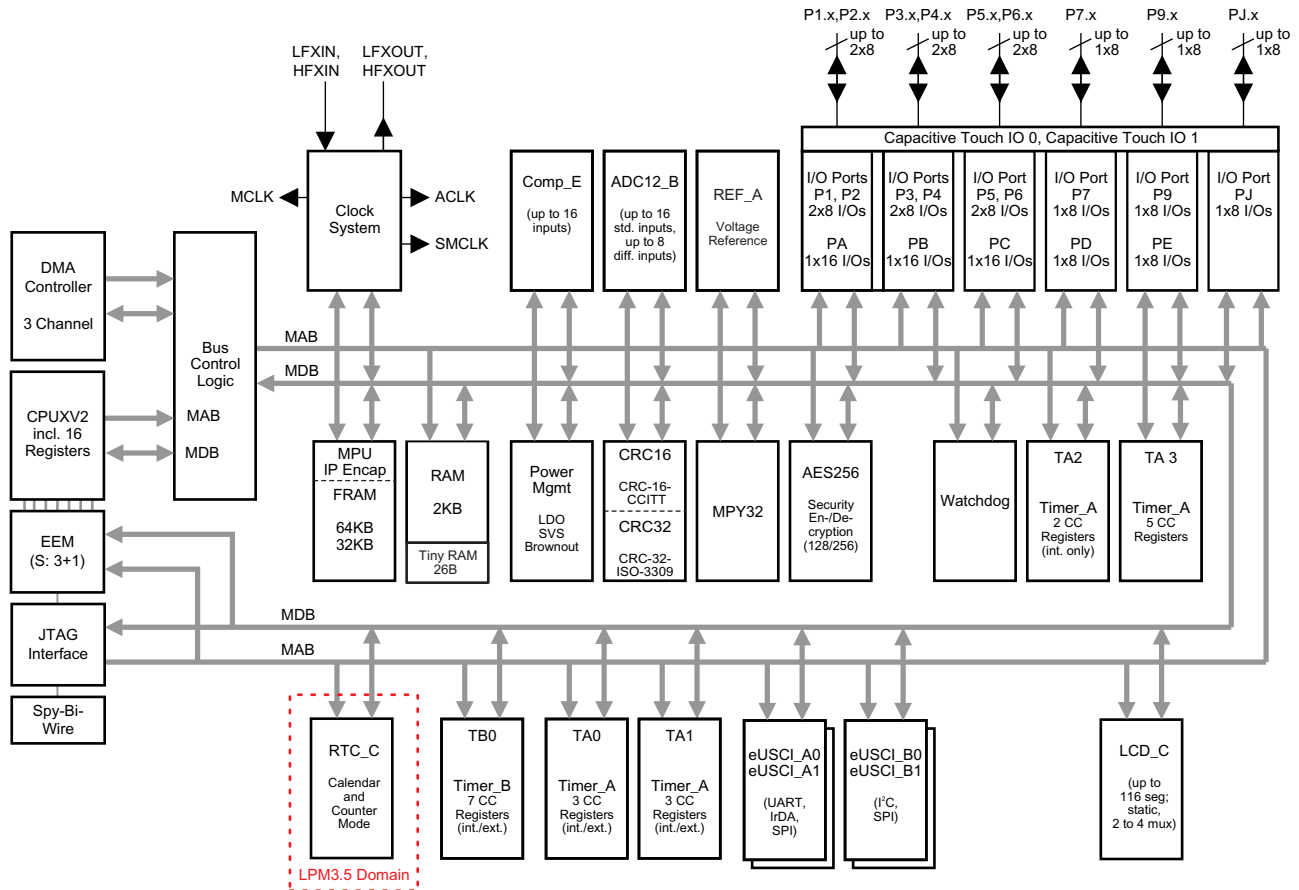 P1.x,P2.x
up to
2x8
P3.x,P4.x
up to
2x8
P5.x,P6.x
up to
2x8
P7.x
up to
1x8
P9.x
up to
1x8
PJ.x
up to
1x8
LFXIN,
HFXIN
LFXOUT,
HFXOUT
Capacitive Touch IO 0, Capacitive Touch IO 1
MCLK
Clock
System
ACLK
SMCLK
Comp_E
(up to 16
inputs)
ADC12_B
(up to 16
std. inputs,
up to 8
diff. inputs)
REF_A
Voltage
Reference
I/O Ports
P1, P2
2x8 I/Os
PA
1x16 I/Os
I/O Ports
P3, P4
2x8 I/Os
PB
1x16 I/Os
I/O Port
P5, P6
2x8 I/Os
PC
1x16 I/Os
I/O Port
P7
1x8 I/Os
PD
1x8 I/Os
I/O Port
P9
1x8 I/Os
PE
1x8 I/Os
I/O Port
PJ
1x8 I/Os
DMA
Controller
3 Channel
Bus
Control
Logic
MAB
MDB
MAB
MDB
CPUXV2
incl. 16
Registers
MPU
IP Encap
FRAM
64KB
32KB
RAM
2KB
Tiny RAM
26B
Power
Mgmt
LDO
SVS
Brownout
CRC16
CRC-16-
CCITT
CRC32
CRC-32-
ISO-3309
MPY32
AES256
Security
En-/De-
cryption
(128/256)
Watchdog
TA2
Timer_A
2 CC
Registers
(int. only)
TA 3
Timer_A
5 CC
Registers
EEM
(S: 3+1)
JTAG
Interface
Spy-Bi-
Wire
MDB
MAB
RTC_C
Calendar
and
Counter
Mode
LPM3.5 Domain
TB0
Timer_B
7 CC
Registers
(int./ext.)
TA0
Timer_A
3 CC
Registers
(int./ext.)
TA1
Timer_A
3 CC
Registers
(int./ext.)
eUSCI_A0
eUSCI_A1
(UART,
IrDA,
SPI)
eUSCI_B0
eUSCI_B1
(I²C,
SPI)
LCD_C
(up to
116 seg;
static,
2 to 4 mux)